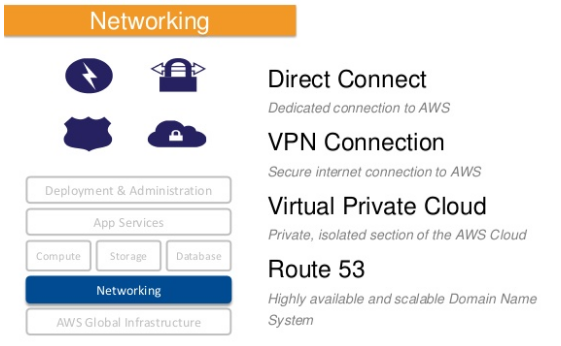 Networking
Direct Connect
Dedicated connection to AWS
VPN Connection
Secure internet connection to AWS
Virtual Private Cloud
Private, isolated section of the AWS Cloud
Route 53
Highly available and scalable Domain Name
System
Deployment & Administration
App Services
Compute
Storage
Database
Networking
AWS Global Infrastructure